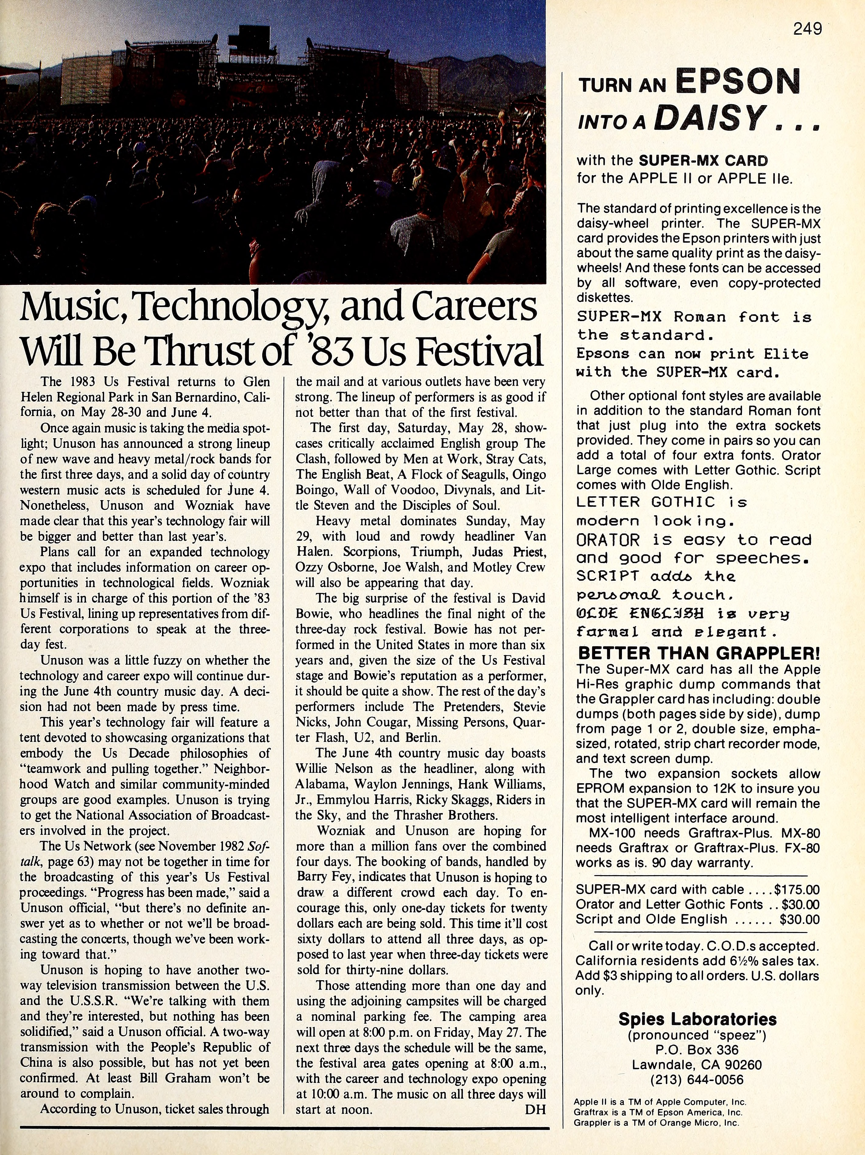 249
Music, Technology, and Careers
Will Be Thrust of '83 Us Festival
The 1983 Us Festival returns to Glen
Helen Regional Park in San Bernardino, Cali-
fornia, on May 28-30 and June 4.
Once again music is taking the media spot-
light; Unuson has announced a strong lineup
of new wave and heavy metal/rock bands for
the first three days, and a solid day of country
western music acts is scheduled for June 4.
Nonetheless, Unuson and Wozniak have
made clear that this year's technology fair will
be bigger and better than last year's.
Plans call for an expanded technology
expo that includes information on career op-
portunities in technological fields. Wozniak
himself is in charge of this portion of the '83
Us Festival, lining up representatives from dif-
ferent corporations to speak at the three-
day fest.
Unuson was a little fuzzy on whether the
technology and career expo will continue dur-
ing the June 4th country music day. A deci-
sion had not been made by press time.
This year's technology fair will feature a
tent devoted to showcasing organizations that
embody the Us Decade philosophies of
"teamwork and pulling together." Neighbor-
hood Watch and similar community-minded
groups are good examples. Unuson is trying
to get the National Association of Broadcast-
ers involved in the project.
The Us Network (see November 1982 Sof-
talk, page 63) may not be together in time for
the broadcasting of this year's Us Festival
proceedings. "Progress has been made," said a
Unuson official, "but there's no definite an-
swer yet as to whether or not we'll be broad-
casting the concerts, though we've been work-
ing toward that."
Unuson is hoping to have another two-
way television transmission between the U.S.
and the U.S.S.R. "We're talking with them
and they're interested, but nothing has been
solidified," said a Unuson official. A two-way
transmission with the People's Republic of
China is also possible, but has not yet been
confirmed. At least Bill Graham won't be
around to complain.
According to Unuson, ticket sales through
the mail and at various outlets have been very
strong. The lineup of performers is as good if
not better than that of the first festival.
The first day, Saturday, May 28, show-
cases critically acclaimed English group The
Clash, followed by Men at Work, Stray Cats,
The English Beat, A Flock of Seagulls, Oingo
Boingo, Wall of Voodoo, Divynals, and Lit-
tle Steven and the Disciples of Soul.
Heavy metal dominates Sunday, May
29, with loud and rowdy headliner Van
Halen. Scorpions, Triumph, Judas Priest,
Ozzy Osborne, Joe Walsh, and Motley Crew
will also be appearing that day.
The big surprise of the festival is David
Bowie, who headlines the final night of the
three-day rock festival. Bowie has not per-
formed in the United States in more than six
years and, given the size of the Us Festival
stage and Bowie's reputation as a performer,
it should be quite a show. The rest of the day's
performers include The Pretenders, Stevie
Nicks, John Cougar, Missing Persons, Quar-
ter Flash, U2, and Berlin.
The June 4th country music day boasts
Willie Nelson as the headliner, along with
Alabama, Waylon Jennings, Hank Williams,
Jr., Emmylou Harris, Ricky Skaggs, Riders in
the Sky, and the Thrasher Brothers.
Wozniak and Unuson are hoping for
more than a million fans over the combined
four days. The booking of bands, handled by
Barry Fey, indicates that Unuson is hoping to
draw a different crowd each day. To en-
courage this, only one-day tickets for twenty
dollars each are being sold. This time it'll cost
sixty dollars to attend all three days, as op-
posed to last year when three-day tickets were
sold for thirty-nine dollars.
Those attending more than one day and
using the adjoining campsites will be charged
a nominal parking fee. The camping area
will open at 8:00 p.m. on Friday, May 27. The
next three days the schedule will be the same,
the festival area gates opening at 8:00 a.m.,
with the career and technology expo opening
at 10:00 a.m. The music on all three days will
start at noon. DH
TURN AN EPSON
INTO A DAISY . . .
with the SUPER-MX CARD
for the APPLE II or APPLE IIe.
The standard of printing excellence is the
daisy-wheel printer. The SUPER-MX
card provides the Epson printers with just
about the same quality print as the daisy-
wheels! And these fonts can be accessed
by all software, even copy-protected
diskettes.
SUPER-MX Roman font is
the standard.
Epsons can now print Elite
with the SUPER-MX card.
Other optional font styles are available
in addition to the standard Roman font
that just plug into the extra sockets
provided. They come in pairs so you can
add a total of four extra fonts. Orator
Large comes with Letter Gothic. Script
comes with Olde English.
LETTER GOTHIC is
modern looking.
ORATOR is easy to read
and good for speeches.
SCRIPT adds the
personal touch.
OLDE ENGLISH is very
formal and elegant.
BETTER THAN GRAPPLER!
The Super-MX card has all the Apple
Hi-Res graphic dump commands that
the Grappler card has including: double
dumps (both pages side by side), dump
from page 1 or 2, double size, empha-
sized, rotated, strip chart recorder mode,
and text screen dump.
The two expansion sockets allow
EPROM expansion to 12K to insure you
that the SUPER-MX card will remain the
most intelligent interface around.
MX-100 needs Graftrax-Plus. MX-80
needs Graftrax or Graftrax-Plus. FX-80
works as is. 90 day warranty.
SUPER-MX card with cable . . . . $175.00
Orator and Letter Gothic Fonts . . $30.00
Script and Olde English . . . . . . $30.00
Call or write today. C.O.D.s accepted.
California residents add 6½% sales tax.
Add $3 shipping to all orders. U.S. dollars
only.
Spies Laboratories
(pronounced "speez")
P.O. Box 336
Lawndale, CA 90260
(213) 644-0056
Apple II is a TM of Apple Computer, Inc.
Graftrax is a TM of Epson America, Inc.
Grappler is a TM of Orange Micro, Inc.